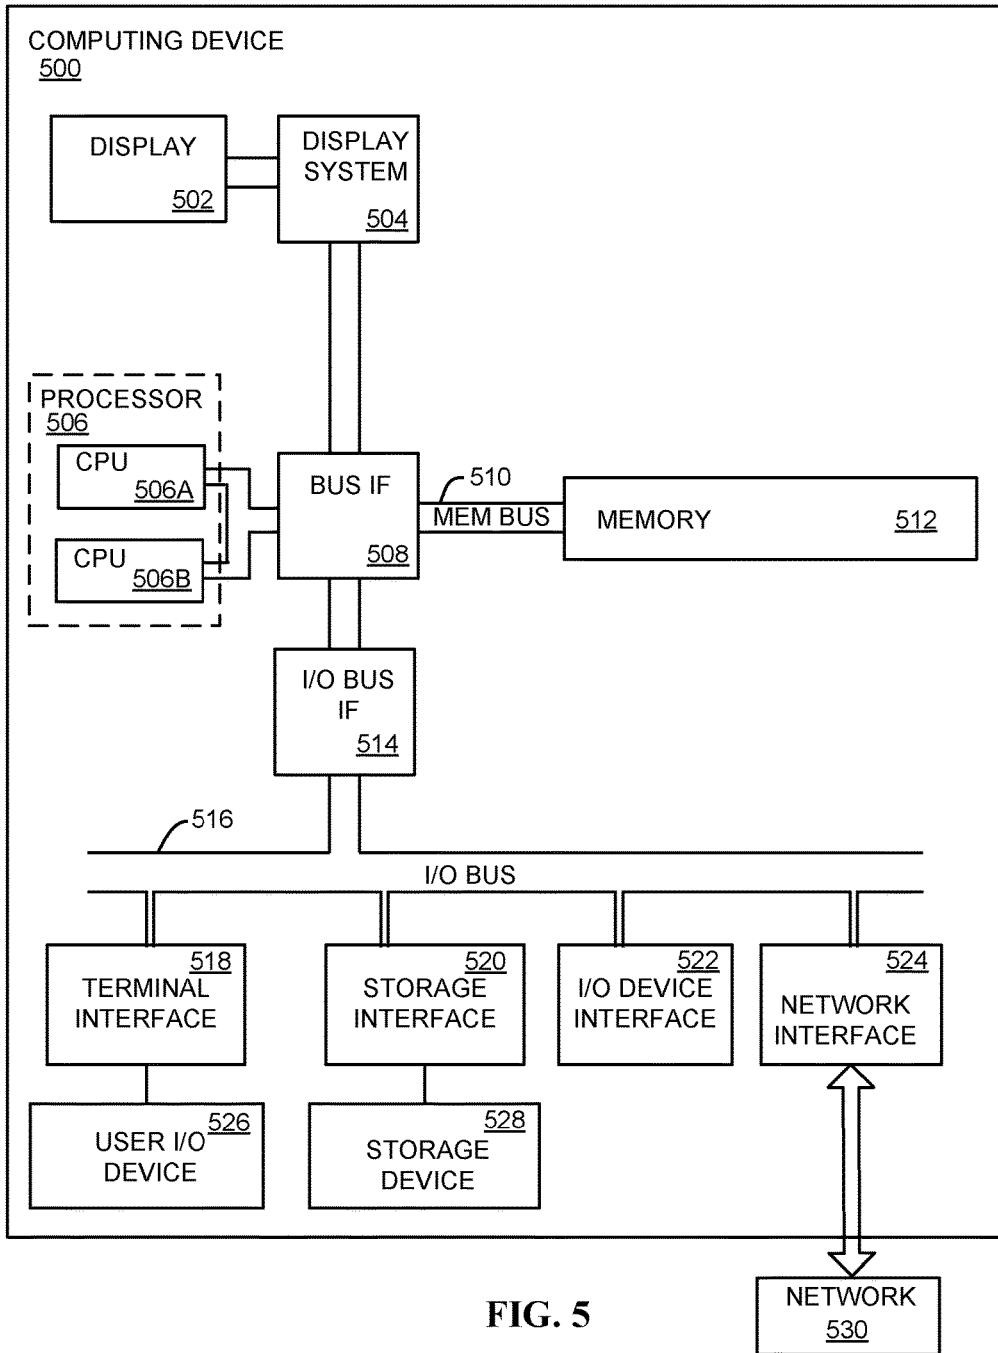 COMPUTING DEVICE
500
DISPLAY
502
DISPLAY
SYSTEM
504
PROCESSOR
506
CPU
506A
CPU
506B
BUS IF
508
510
MEM BUS
MEMORY
512
I/O BUS
IF
514
516
I/O BUS
518
TERMINAL
INTERFACE
520
STORAGE
INTERFACE
522
I/O DEVICE
INTERFACE
524
NETWORK
INTERFACE
526
USER I/O
DEVICE
528
STORAGE
DEVICE
NETWORK
530
FIG. 5